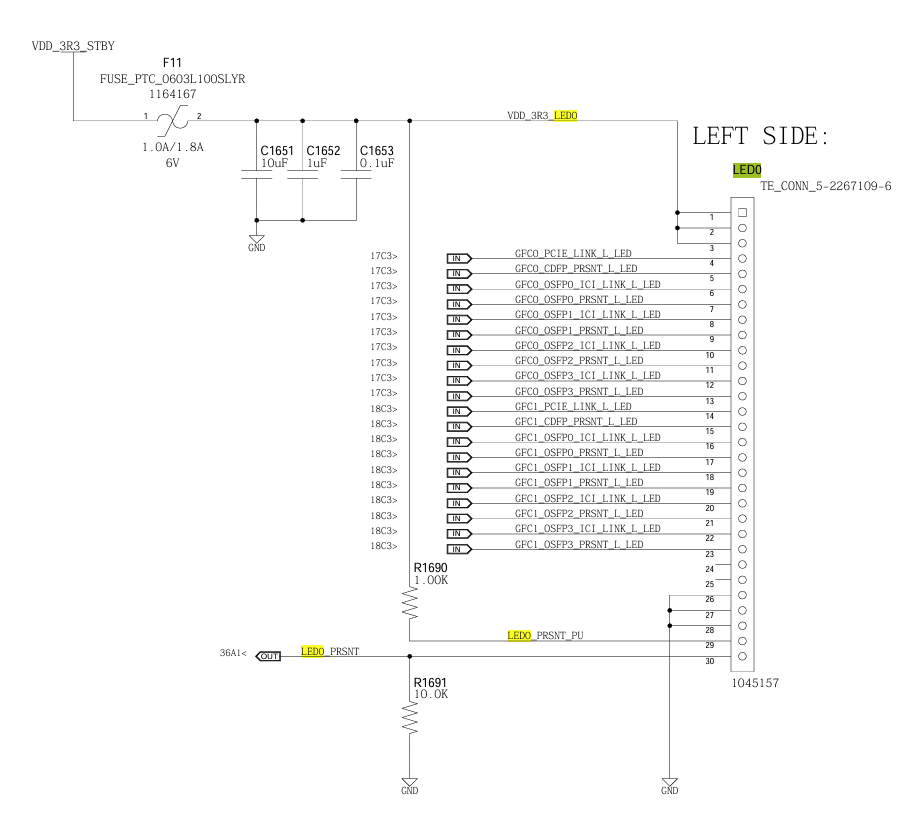 VDD_3R3_STBY
F11
FUSE_PTC_0603L100SLYR
1164167
1 2
1.0A/1.8A
6V
VDD_3R3_LED0
C1651
10uF
C1652
1uF
C1653
0.1uF
GND
LEFT SIDE:
LED0
TE_CONN_5-2267109-6
1
2
3
17C3> IN GFC0_PCIE_LINK_L_LED 4
17C3> IN GFC0_CDFP_PRSNT_L_LED 5
17C3> IN GFC0_OSFP0_ICI_LINK_L_LED 6
17C3> IN GFC0_OSFP0_PRSNT_L_LED 7
17C3> IN GFC0_OSFP1_ICI_LINK_L_LED 8
17C3> IN GFC0_OSFP1_PRSNT_L_LED 9
17C3> IN GFC0_OSFP2_ICI_LINK_L_LED 10
17C3> IN GFC0_OSFP2_PRSNT_L_LED 11
17C3> IN GFC0_OSFP3_ICI_LINK_L_LED 12
17C3> IN GFC0_OSFP3_PRSNT_L_LED 13
18C3> IN GFC1_PCIE_LINK_L_LED 14
18C3> IN GFC1_CDFP_PRSNT_L_LED 15
18C3> IN GFC1_OSFP0_ICI_LINK_L_LED 16
18C3> IN GFC1_OSFP0_PRSNT_L_LED 17
18C3> IN GFC1_OSFP1_ICI_LINK_L_LED 18
18C3> IN GFC1_OSFP1_PRSNT_L_LED 19
18C3> IN GFC1_OSFP2_ICI_LINK_L_LED 20
18C3> IN GFC1_OSFP2_PRSNT_L_LED 21
18C3> IN GFC1_OSFP3_ICI_LINK_L_LED 22
18C3> IN GFC1_OSFP3_PRSNT_L_LED 23
24
25
26
27
28
R1690
1.00K
LED0_PRSNT_PU 29
36A1< OUT LED0_PRSNT 30
R1691
10.0K
1045157
GND
GND